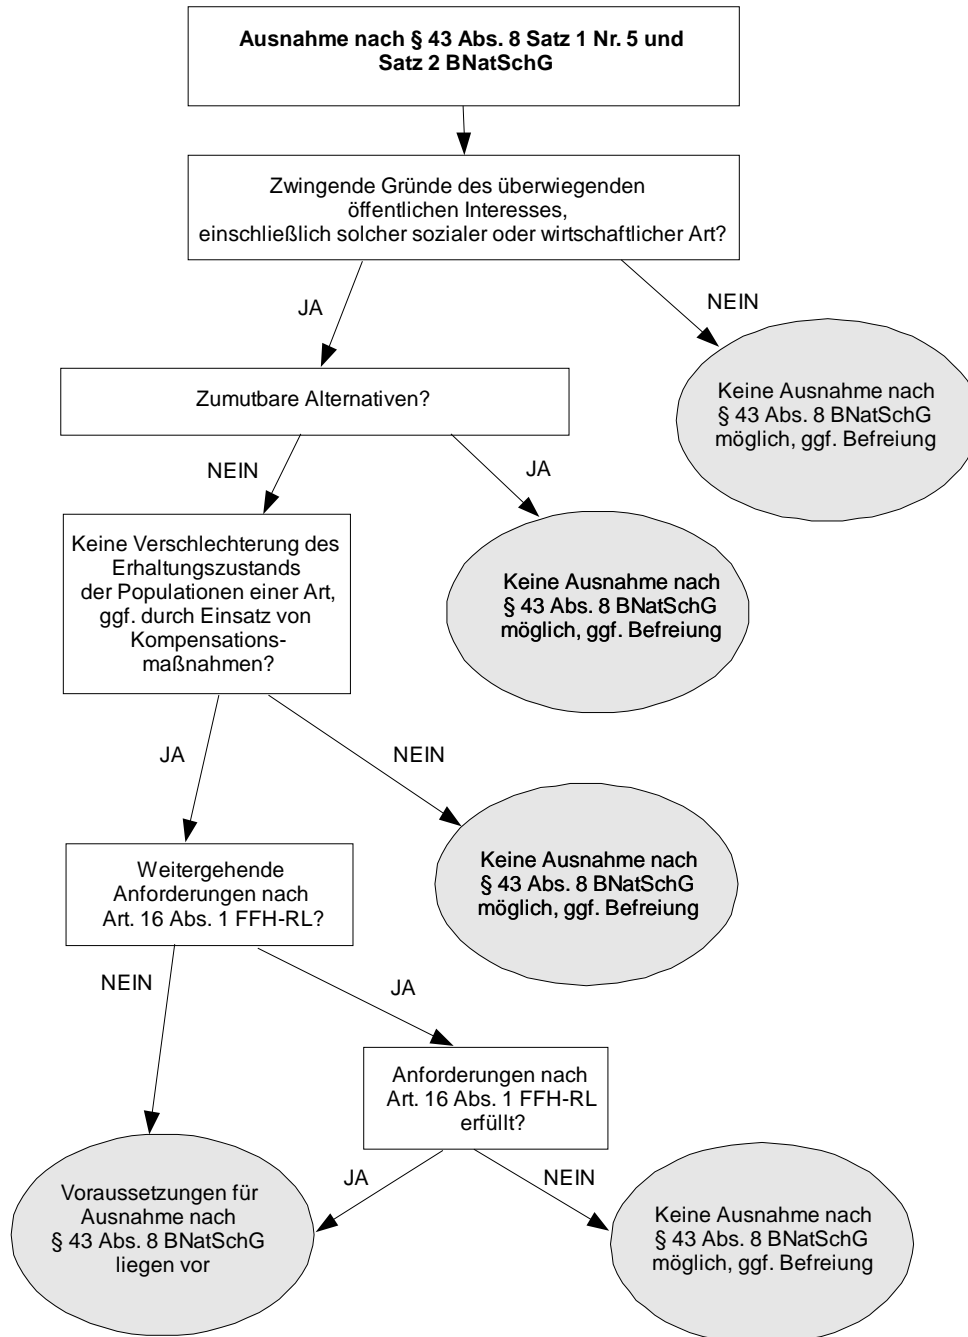 Ausnahme nach § 43 Abs. 8 Satz 1 Nr. 5 und
Satz 2 BNatSchG
Zwingende Gründe des überwiegenden
öffentlichen Interesses,
einschließlich solcher sozialer oder wirtschaftlicher Art?
JA
NEIN
Keine Ausnahme nach
§ 43 Abs. 8 BNatSchG
möglich, ggf. Befreiung
Zumutbare Alternativen?
NEIN
JA
Keine Verschlechterung des
Erhaltungszustands
der Populationen einer Art,
ggf. durch Einsatz von
Kompensations-
maßnahmen?
Keine Ausnahme nach
§ 43 Abs. 8 BNatSchG
möglich, ggf. Befreiung
JA
NEIN
Weitergehende
Anforderungen nach
Art. 16 Abs. 1 FFH-RL?
Keine Ausnahme nach
§ 43 Abs. 8 BNatSchG
möglich, ggf. Befreiung
NEIN
JA
Anforderungen nach
Art. 16 Abs. 1 FFH-RL
erfüllt?
JA
NEIN
Voraussetzungen für
Ausnahme nach
§ 43 Abs. 8 BNatSchG
liegen vor
Keine Ausnahme nach
§ 43 Abs. 8 BNatSchG
möglich, ggf. Befreiung